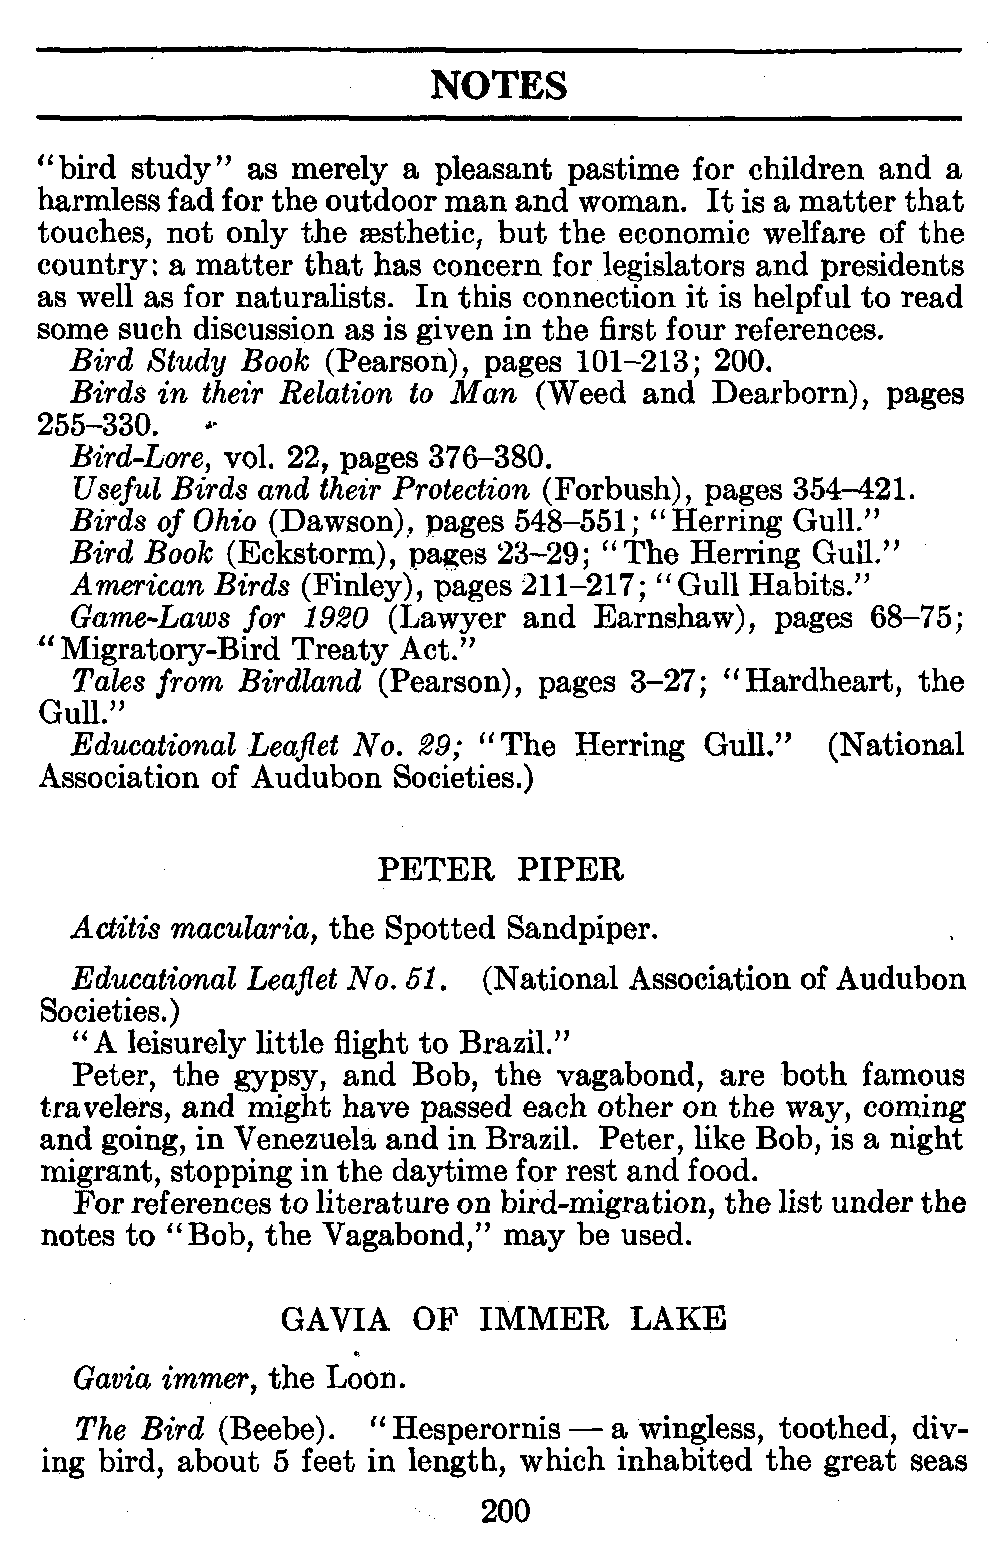 NOTES
“bird study” as merely a pleasant pastime for children and a
harmless fad for the outdoor man and woman. It is a matter that
touches, not only the æsthetic, but the economic welfare of the
country: a matter that has concern for legislators and presidents
as well as for naturalists. In this connection it is helpful to read
some such discussion as is given in the first four references.
Bird Study Book (Pearson), pages 101–213; 200.
Birds in their Relation to Man (Weed and Dearborn), pages
255–330.
Bird-Lore, vol. 22, pages 376–380.
Useful Birds and their Protection (Forbush), pages 354–421.
Birds of Ohio (Dawson), pages 548–551; “Herring Gull.”
Bird Book (Eckstorm), pages 23–29; “The Herring Gull.”
American Birds (Finley), pages 211–217; “Gull Habits.”
Game-Laws for 1920 (Lawyer and Earnshaw), pages 68–75;
“Migratory-Bird Treaty Act.”
Tales from Birdland (Pearson), pages 3–27; “Hardheart, the
Gull.”
Educational Leaflet No. 29; “The Herring Gull.” (National
Association of Audubon Societies.)
PETER PIPER
Actitis macularia, the Spotted Sandpiper.
Educational Leaflet No. 51. (National Association of Audubon
Societies.)
“A leisurely little flight to Brazil.”
Peter, the gypsy, and Bob, the vagabond, are both famous
travelers, and might have passed each other on the way, coming
and going, in Venezuela and in Brazil. Peter, like Bob, is a night
migrant, stopping in the daytime for rest and food.
For references to literature on bird-migration, the list under the
notes to “Bob, the Vagabond,” may be used.
GAVIA OF IMMER LAKE
Gavia immer, the Loon.
The Bird (Beebe). “Hesperornis — a wingless, toothed, div-
ing bird, about 5 feet in length, which inhabited the great seas
200